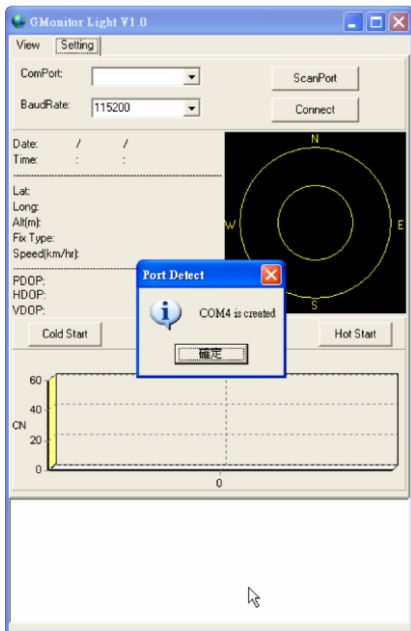 GMonitor Light V1.0
View Setting
ComPort: ScanPort
BaudRate: 115200 Connect
Date: / /
Time: : :
Lat:
Long:
Alt(m):
Fix Type:
Speed(km/hr):
PDOP:
HDOP:
VDOP:
N
W E
S
Port Detect
COM4 is created
確定
Cold Start Hot Start
60
40
CN
20
0
0